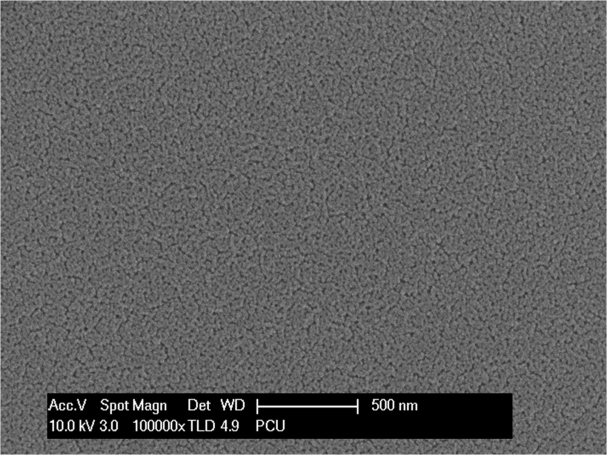 Acc.V Spot Magn Det WD 500 nm
10.0 kV 3.0 100000x TLD 4.9 PCU